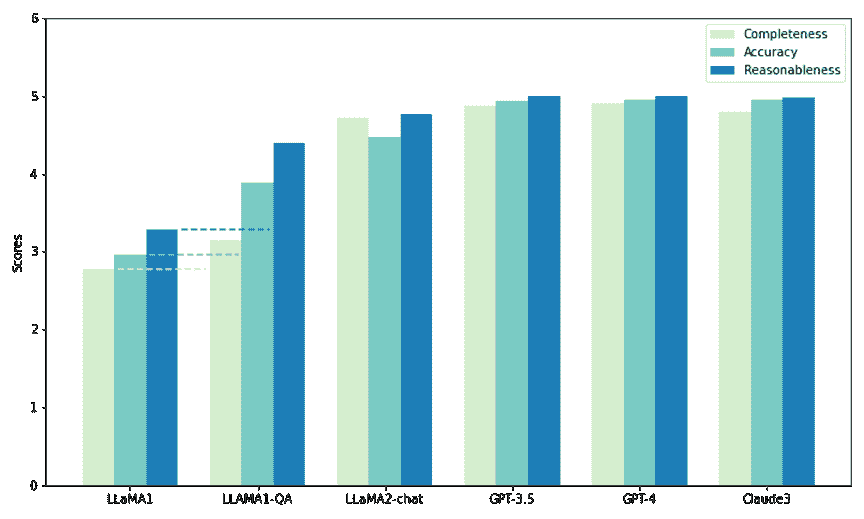 6
5
4
3
2
1
0
Scores
Completeness
Accuracy
Reasonableness
LLaMA1
LLAMA1-QA
LLaMA2-chat
GPT-3.5
GPT-4
Claude3